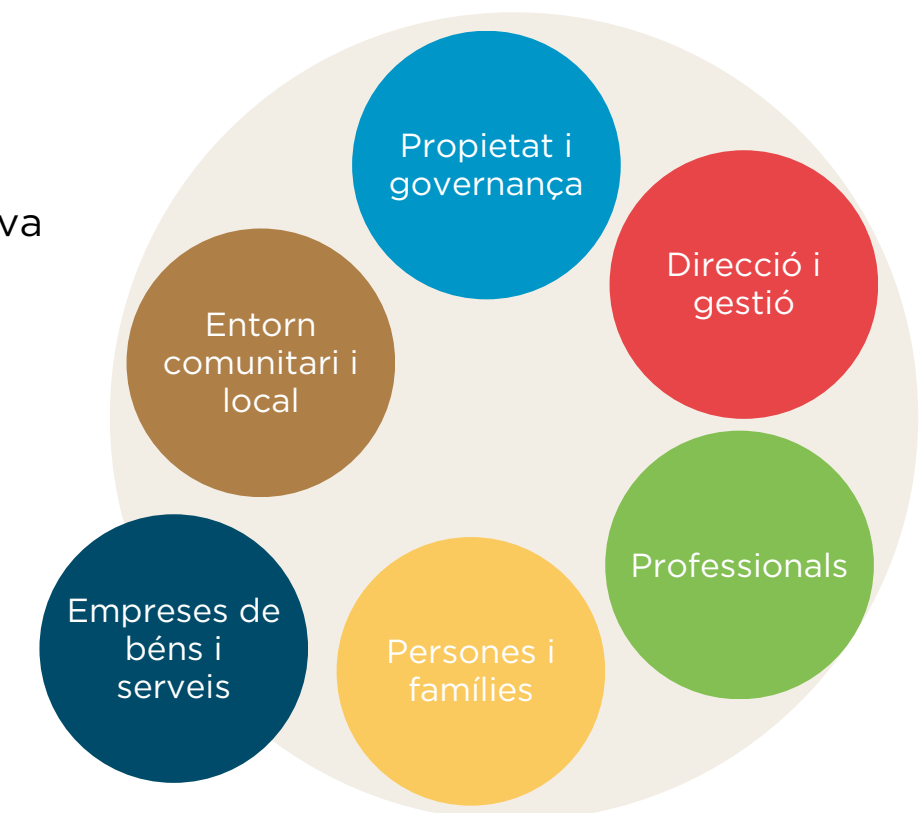 Propietat i
governança
va
Direcció i
gestió
Entorn
comunitari i
local
Professionals
Empreses de
béns i
serveis
Persones i
famílies